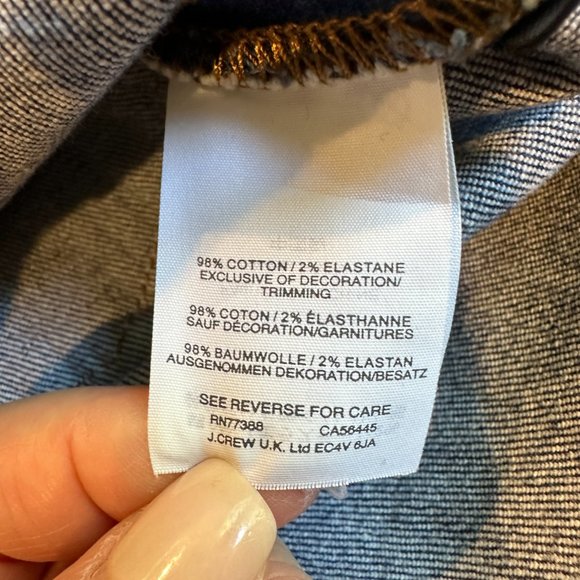 98% COTTON / 2% ELASTANE
EXCLUSIVE OF DECORATION/
TRIMMING
98% COTON / 2% ÉLASTHANNE
SAUF DÉCORATION/GARNITURES
98% BAUMWOLLE / 2% ELASTAN
AUSGENOMMEN DEKORATION/BESATZ
SEE REVERSE FOR CARE
RN77388 CA56445
J.CREW U.K. Ltd EC4V 6JA